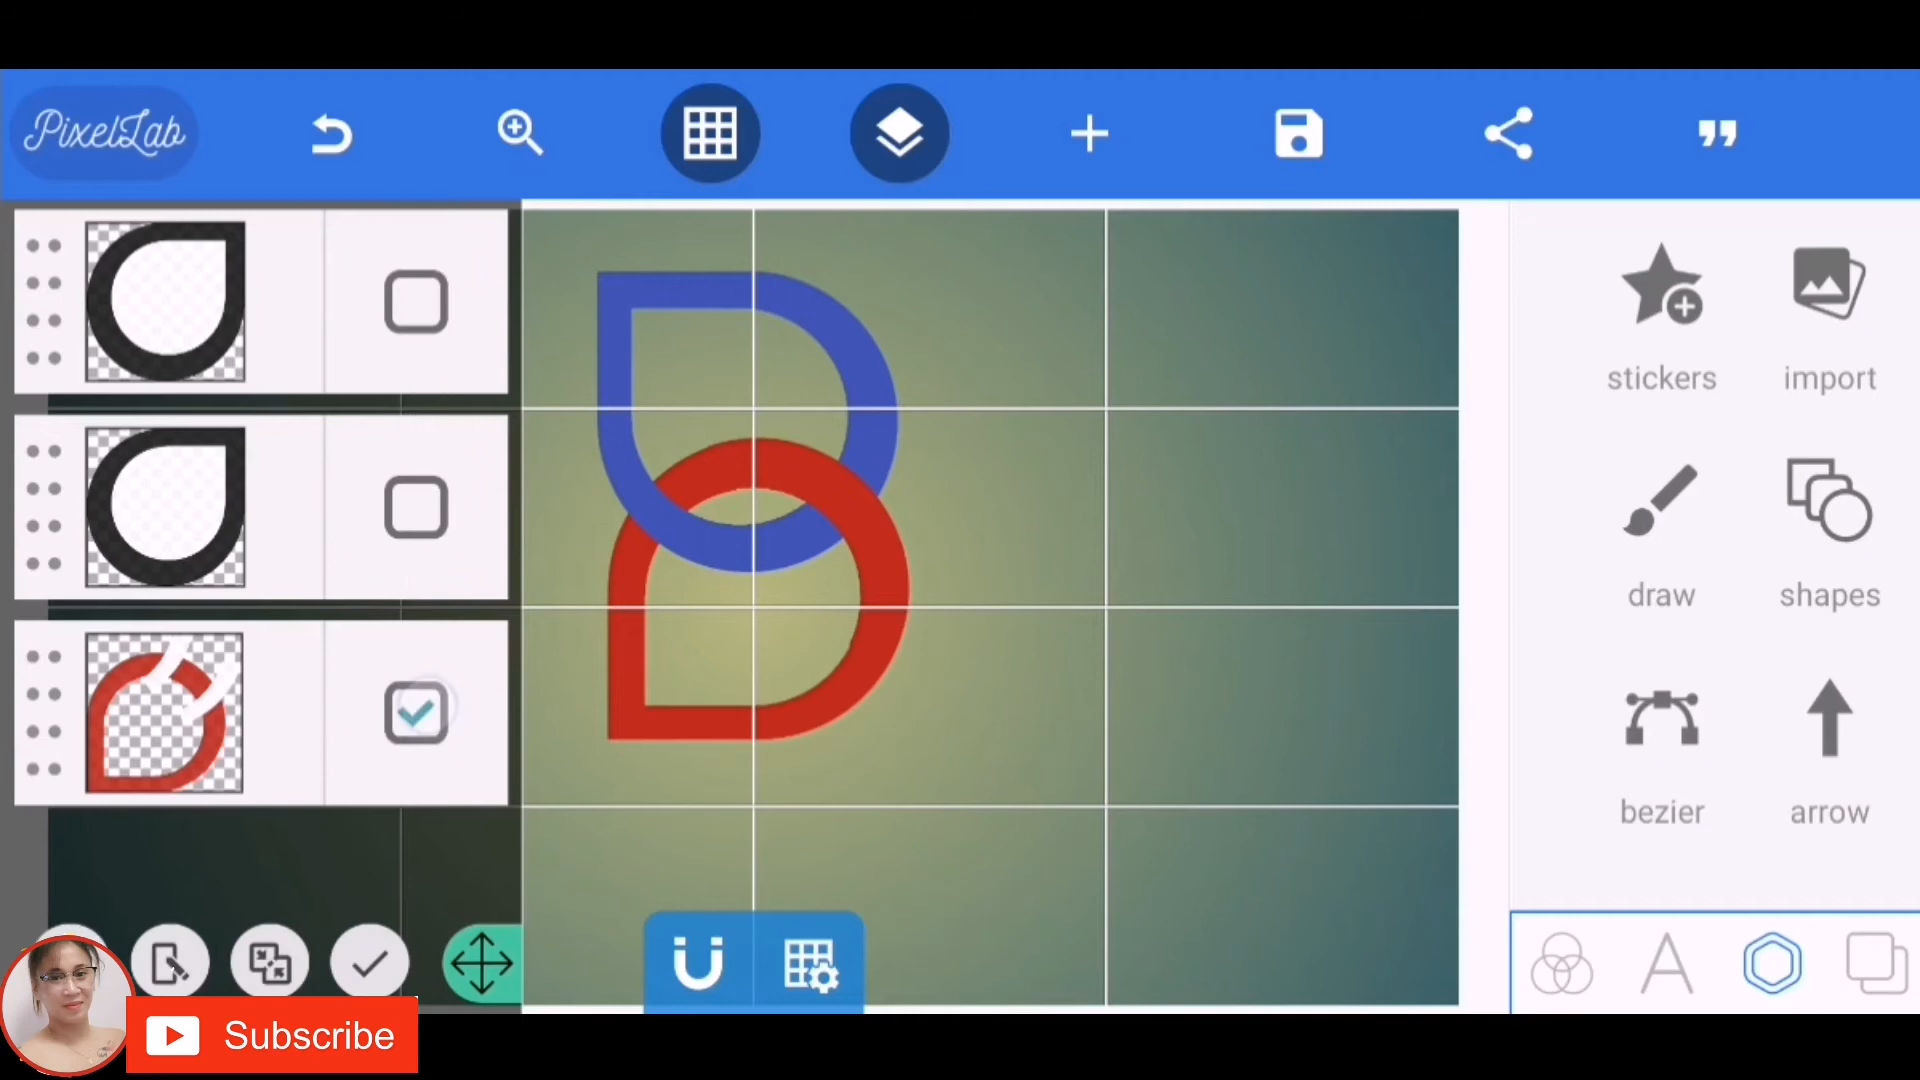 PixelLab
stickers
import
draw
shapes
bezier
arrow
Subscribe